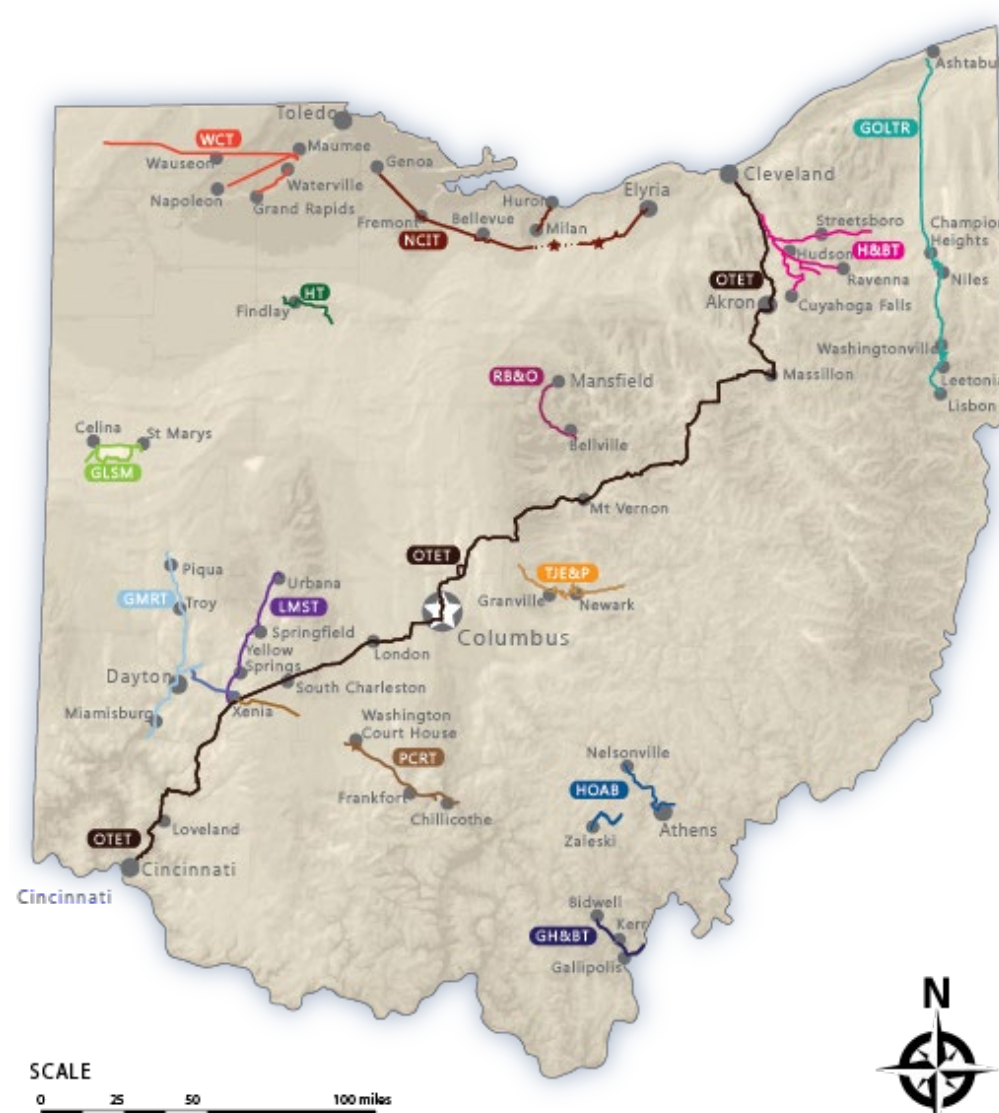 Ashtabu
Toledo
GOLTR
WCT
Maumee
Wauseon
Genoa
Cleveland
Waterville
Napoleon
Grand Rapids
Huron
Elyria
Fremont
Bellevue
Milan
NCIT
Streetsboro
Champion
Heights
Hudson
H&BT
Ravenna
Niles
OTET
HT
Findlay
Akron
Cuyahoga Falls
Washingtonville
RB&O
Mansfield
Massillon
Leetonia
Lisbon
Celina
St Marys
Bellville
GLSM
Mt Vernon
OTET
Piqua
Urbana
TJE&P
GMRT
Troy
LMST
Granville
Newark
Springfield
Columbus
Yellow
Springs
London
Dayton
South Charleston
Miamisburg
Xenia
Washington
Court House
PCRT
Nelsonville
Frankfort
Chillicothe
HOAB
Athens
Zaleski
OTET
Loveland
Cincinnati
Cincinnati
Bidwell
Kerr
GH&BT
Gallipolis
N
SCALE
0 25 50 100 miles